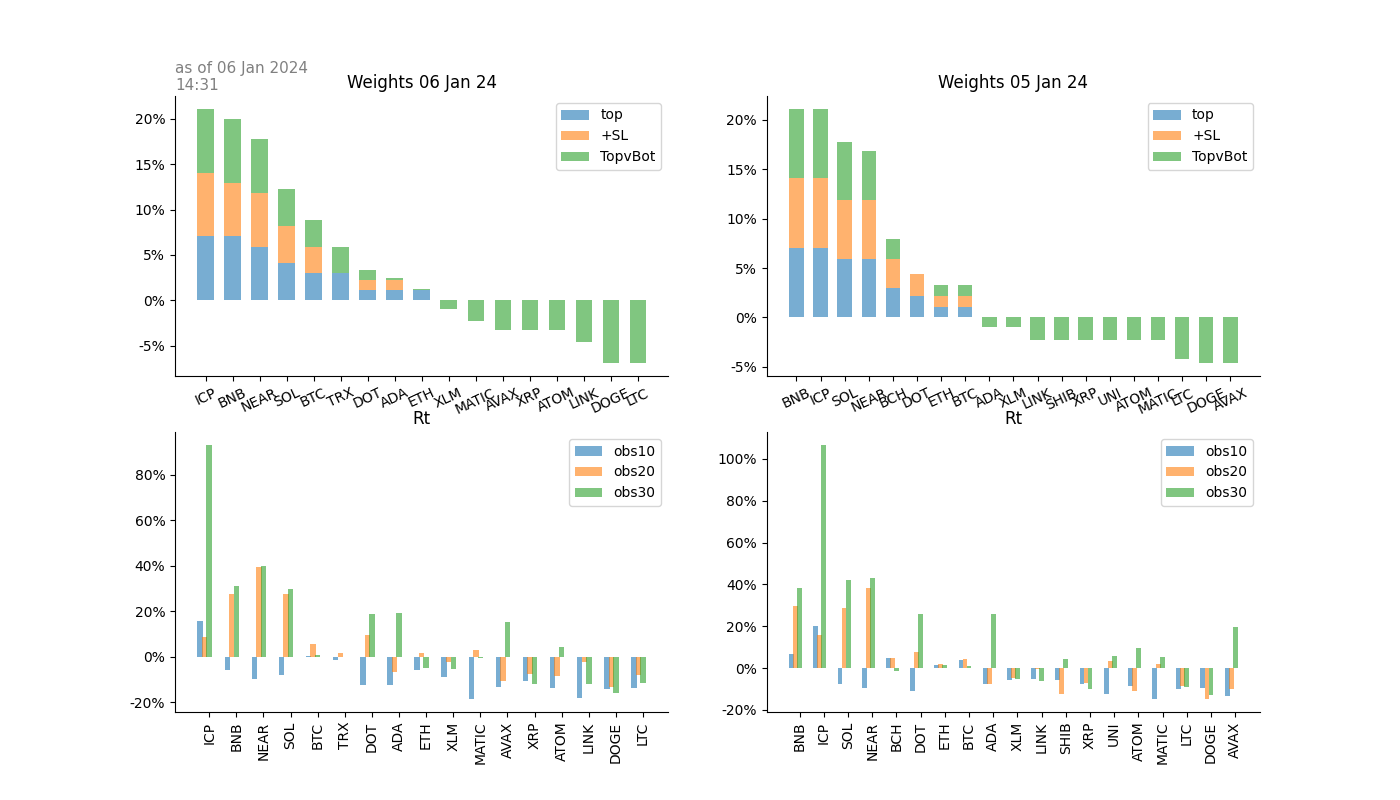 as of 06 Jan 2024
14:31
Weights 06 Jan 24
20%
15%
10%
5%
0%
-5%
top
+SL
TopvBot
ICP BNB NEAR SOL BTC TRX DOT ADA ETH XLM MATIC AVAX XRP ATOM LINK DOGE LTC
Weights 05 Jan 24
20%
15%
10%
5%
0%
-5%
top
+SL
TopvBot
BNB ICP SOL NEAR BCH DOT ETH BTC ADA XLM LINK SHIB XRP UNI ATOM MATIC LTC DOGE AVAX
Rt
80%
60%
40%
20%
0%
-20%
obs10
obs20
obs30
ICP BNB NEAR SOL BTC TRX DOT ADA ETH XLM MATIC AVAX XRP ATOM LINK DOGE LTC
Rt
100%
80%
60%
40%
20%
0%
-20%
obs10
obs20
obs30
BNB ICP SOL NEAR BCH DOT ETH BTC ADA XLM LINK SHIB XRP UNI ATOM MATIC LTC DOGE AVAX